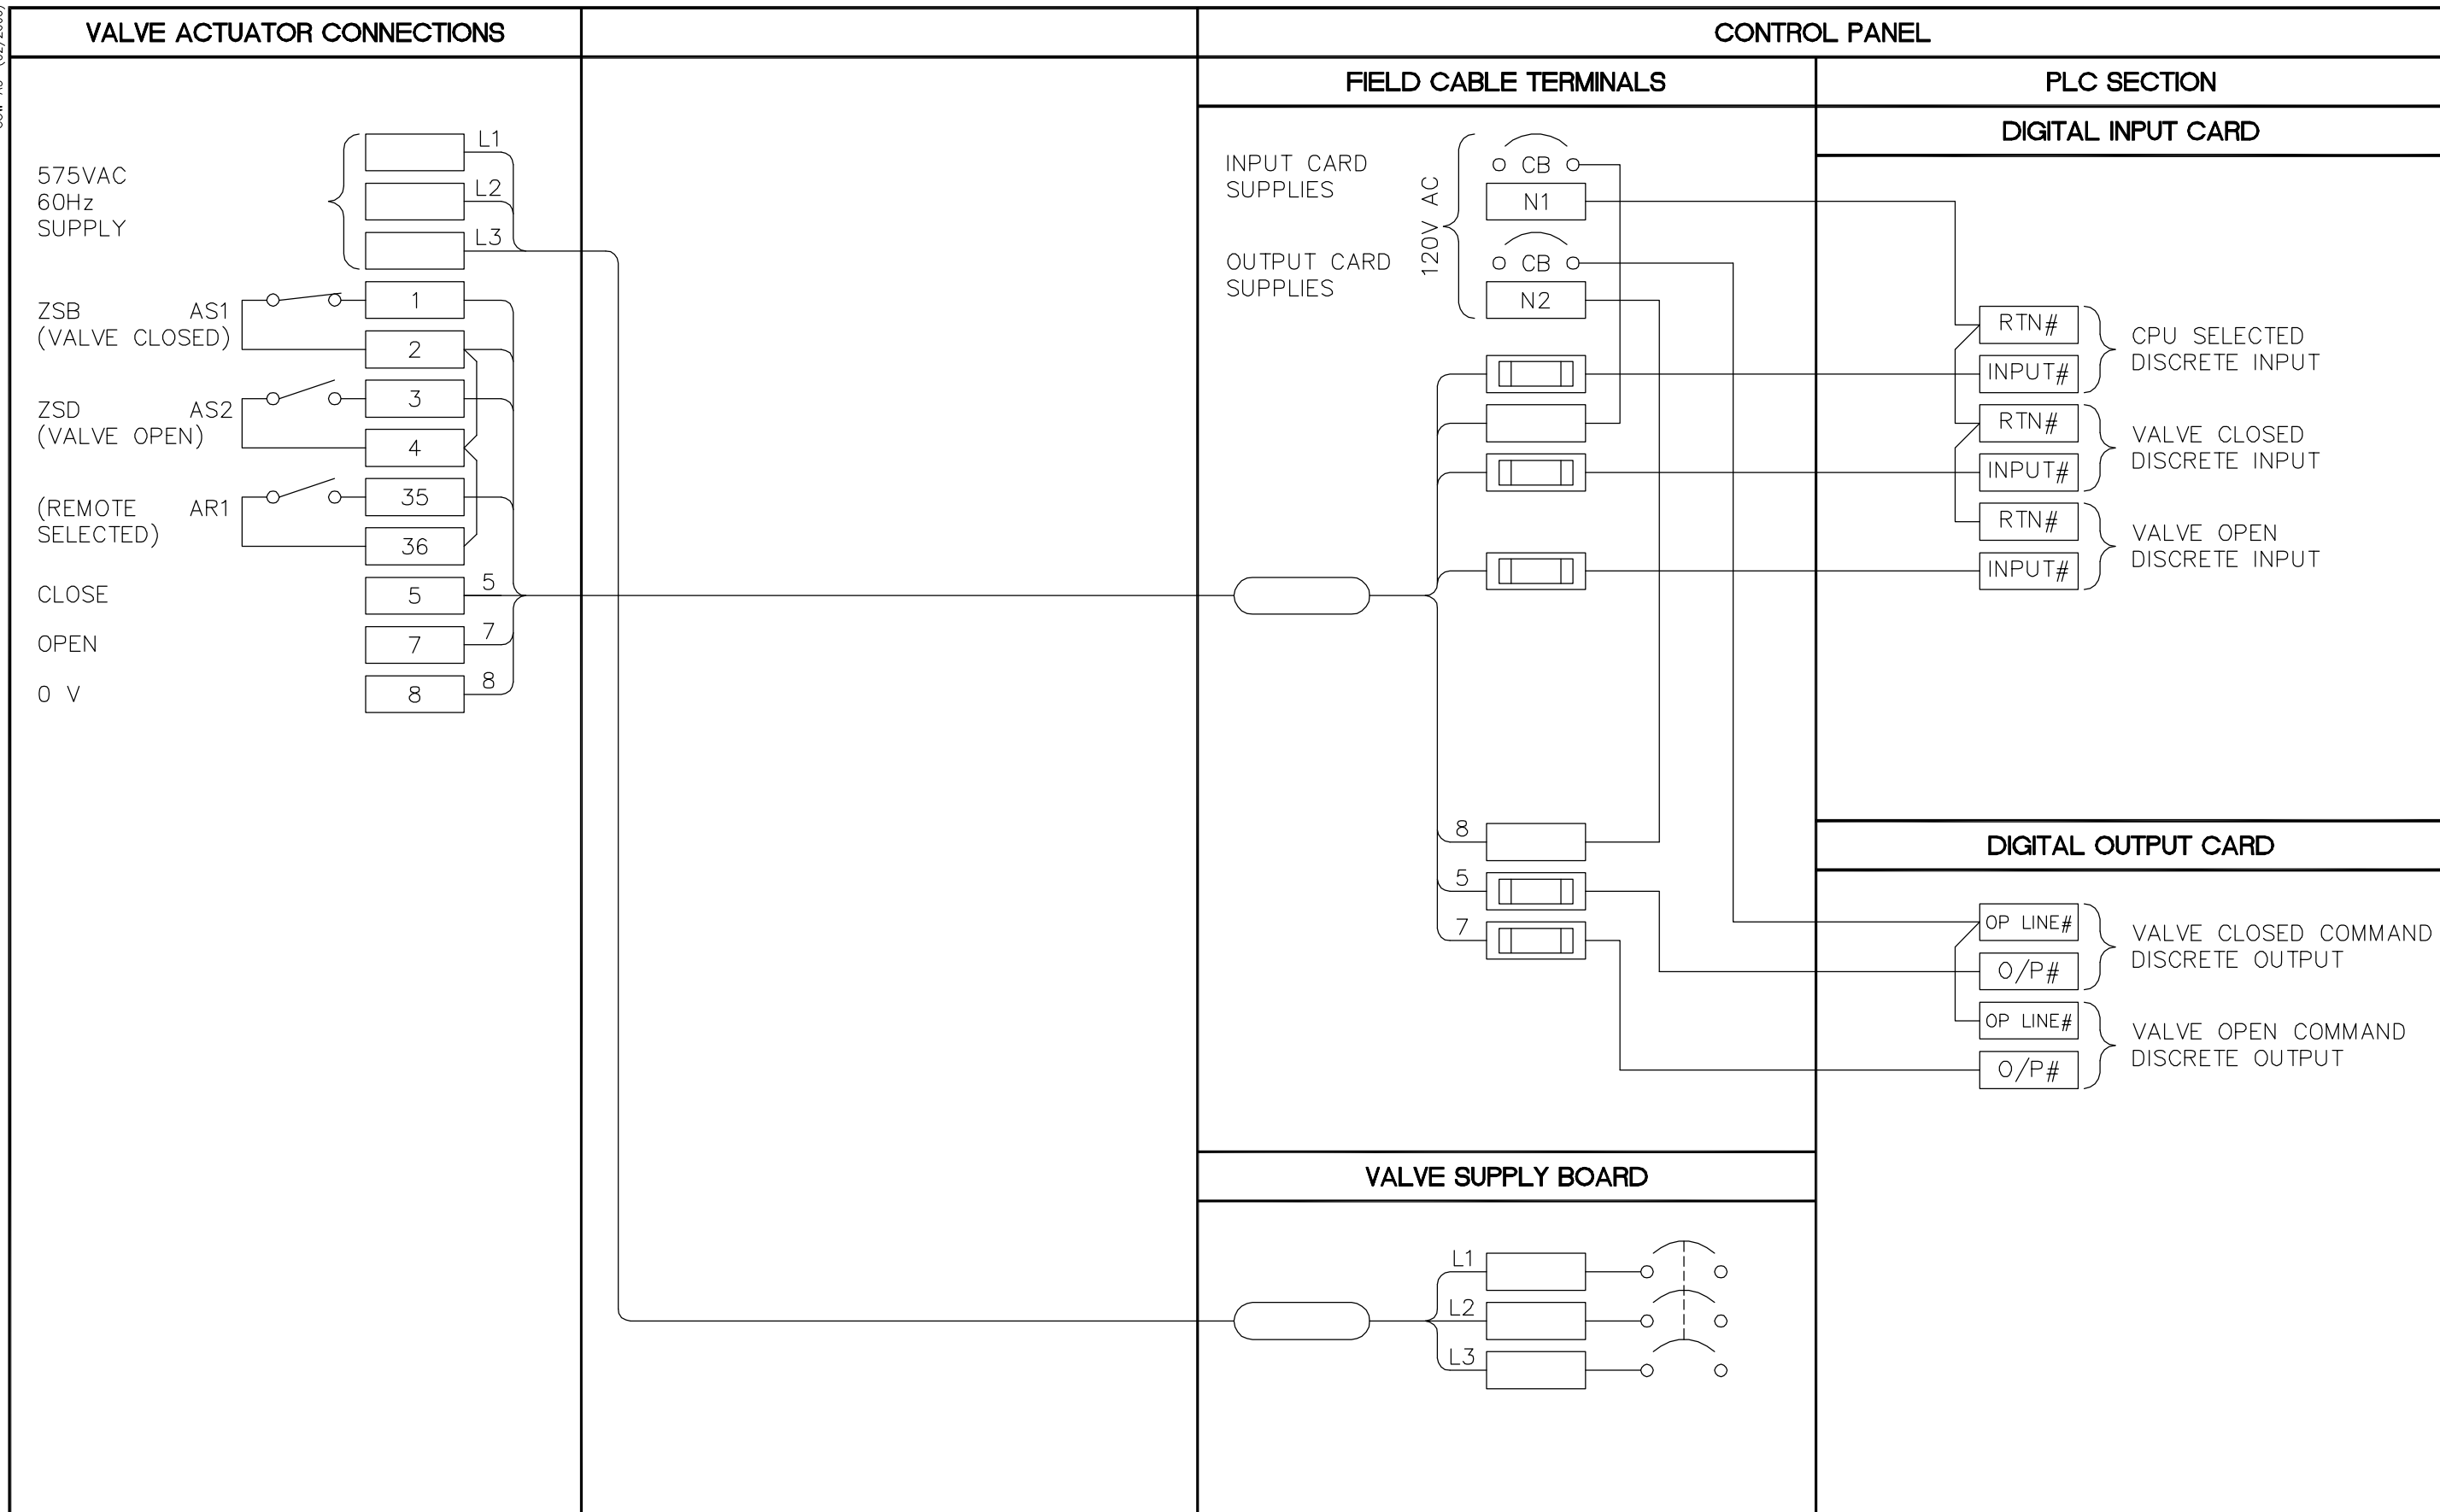 VALVE ACTUATOR CONNECTIONS
CONTROL PANEL
FIELD CABLE TERMINALS
PLC SECTION
DIGITAL INPUT CARD
575VAC
60Hz
SUPPLY
L1
L2
L3
ZSB AS1
(VALVE CLOSED)
1
2
ZSD AS2
(VALVE OPEN)
3
4
(REMOTE AR1
SELECTED)
35
36
CLOSE
5
5
OPEN
7
7
0 V
8
8
INPUT CARD
SUPPLIES
OUTPUT CARD
SUPPLIES
120V AC
CB
N1
CB
N2
RTN#
INPUT#
CPU SELECTED
DISCRETE INPUT
RTN#
INPUT#
VALVE CLOSED
DISCRETE INPUT
RTN#
INPUT#
VALVE OPEN
DISCRETE INPUT
8
5
7
DIGITAL OUTPUT CARD
OP LINE#
O/P#
VALVE CLOSED COMMAND
DISCRETE OUTPUT
OP LINE#
O/P#
VALVE OPEN COMMAND
DISCRETE OUTPUT
VALVE SUPPLY BOARD
L1
L2
L3